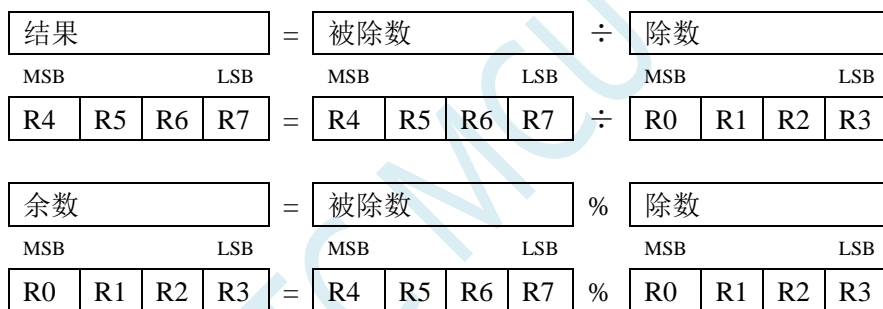 结果 = 被除数 ÷ 除数
MSB LSB MSB LSB MSB LSB
R4 R5 R6 R7 = R4 R5 R6 R7 ÷ R0 R1 R2 R3
余数 = 被除数 % 除数
MSB LSB MSB LSB MSB LSB
R0 R1 R2 R3 = R4 R5 R6 R7 % R0 R1 R2 R3